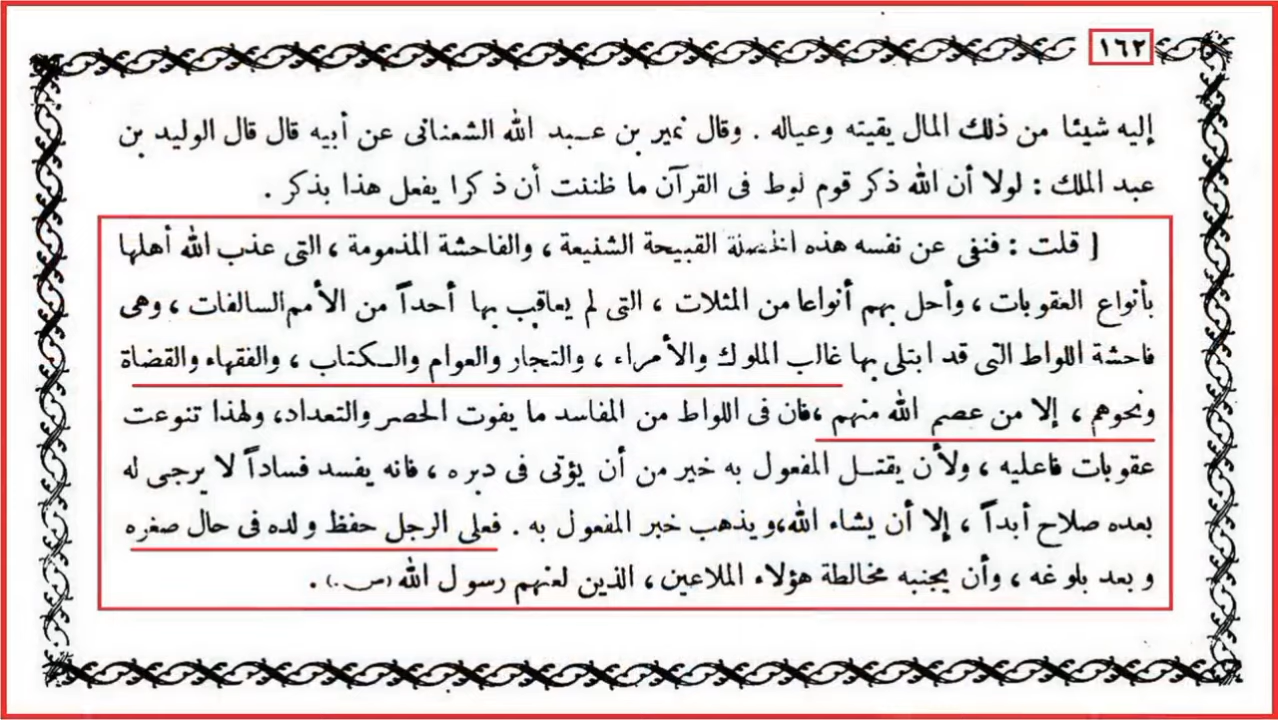 ١٦٢
إليه شيئا من ذلك المال يقيته وعياله . وقال نمير بن عبد الله الشعنانى عن أبيه قال قال الوليد بن
عبد الملك : لولا أن الله ذكر قوم لوط فى القرآن ما ظننت أن ذكرا يفعل هذا بذكر .
[ قلت : فنفى عن نفسه هذه الخصلة القبيحة الشنيعة ، والفاحشة المذمومة ، التى عذب الله أهلها
بأنواع العقوبات ، وأحل بهم أنواعا من المثلات ، التى لم يعاقب بها أحداً من الأمم السالفات ، وهى
فاحشة اللواط التى قد ابتلى بها غالب الملوك والأمراء ، والتجار والعوام والكتاب ، والفقهاء والقضاة
ونحوهم ، إلا من عصم الله منهم ، فان فى اللواط من المفاسد ما يفوت الحصر والتعداد، ولهذا تنوعت
عقوبات فاعليه ، ولأن يقتل المفعول به خير من أن يؤتى فى دبره ، فانه يفسد فساداً لا يرجى له
بعده صلاح أبداً ، إلا أن يشاء الله، ويذهب خبر المفعول به . فعلى الرجل حفظ ولده فى حال صغره
وبعد بلوغه ، وأن يجنبه مخالطة هؤلاء الملاعين ، الذين لعنهم رسول الله (ص.) .